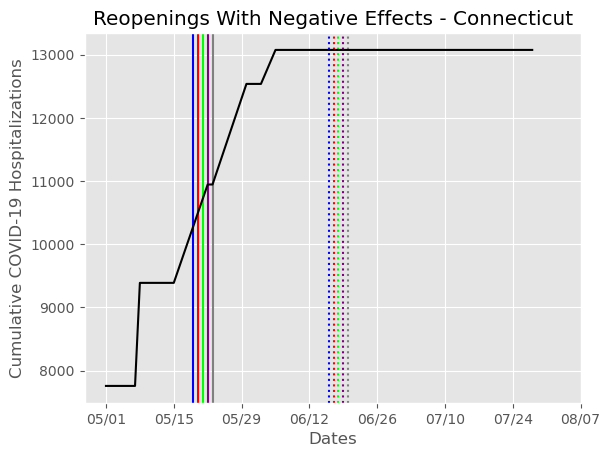 Reopenings With Negative Effects - Connecticut
Cumulative COVID-19 Hospitalizations
13000
12000
11000
10000
9000
8000
05/01 05/15 05/29 06/12 06/26 07/10 07/24 08/07
Dates